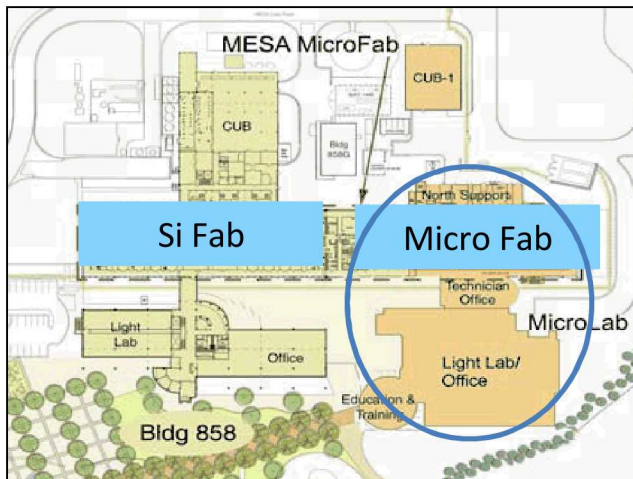 MESA MicroFab
CUB-1
CUB
Bldg
858G
North Support
Si Fab
Micro Fab
Technician
Office
MicroLab
Light
Lab
Office
Light Lab/
Office
Education &
Training
Bldg 858